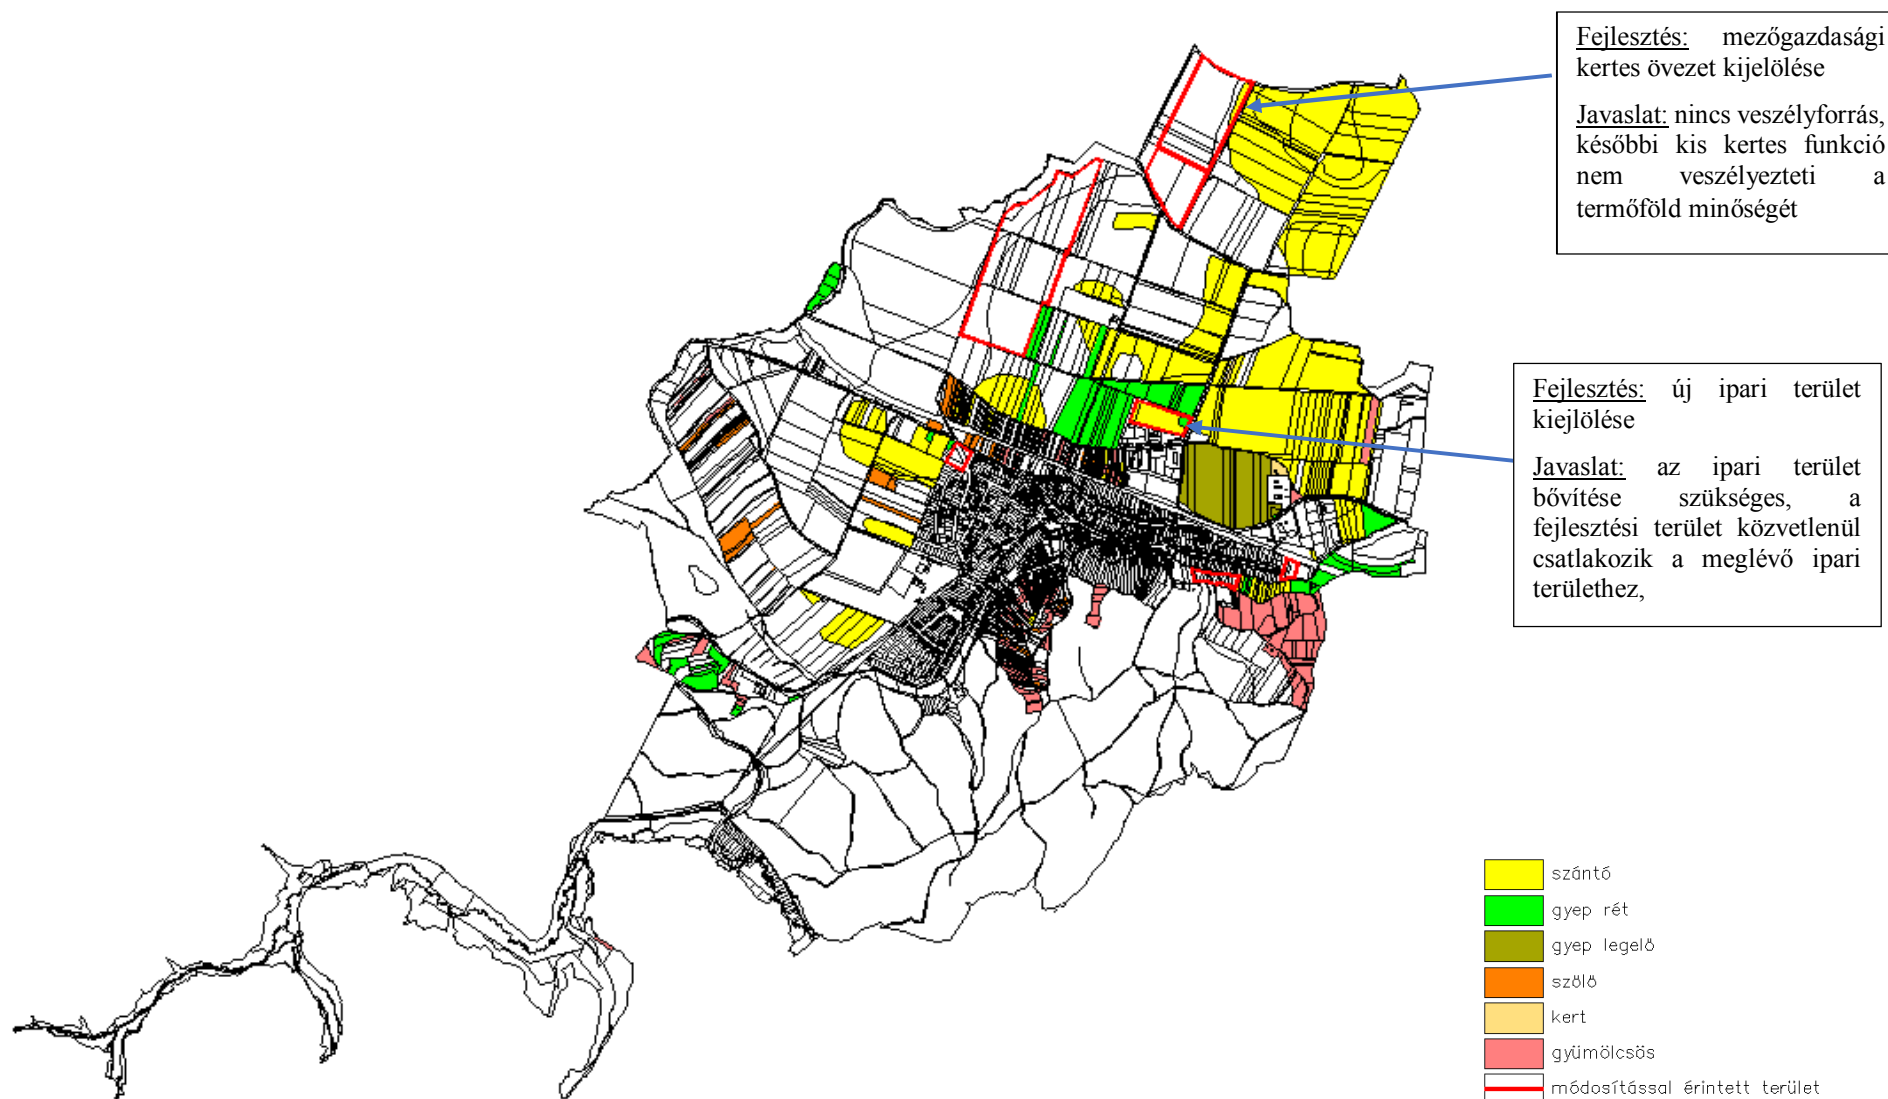 Fejlesztés: mezőgazdasági
kertes övezet kijelölése
Javaslat: nincs veszélyforrás,
későbbi kis kertes funkció
nem veszélyezteti a
termőföld minőségét
Fejlesztés: új ipari terület
kiejlölése
Javaslat: az ipari terület
bővítése szükséges, a
fejlesztési terület közvetlenül
csatlakozik a meglévő ipari
területhez,
szántó
gyep rét
gyep legelő
szőlő
kert
gyümölcsös
módosítással érintett terület